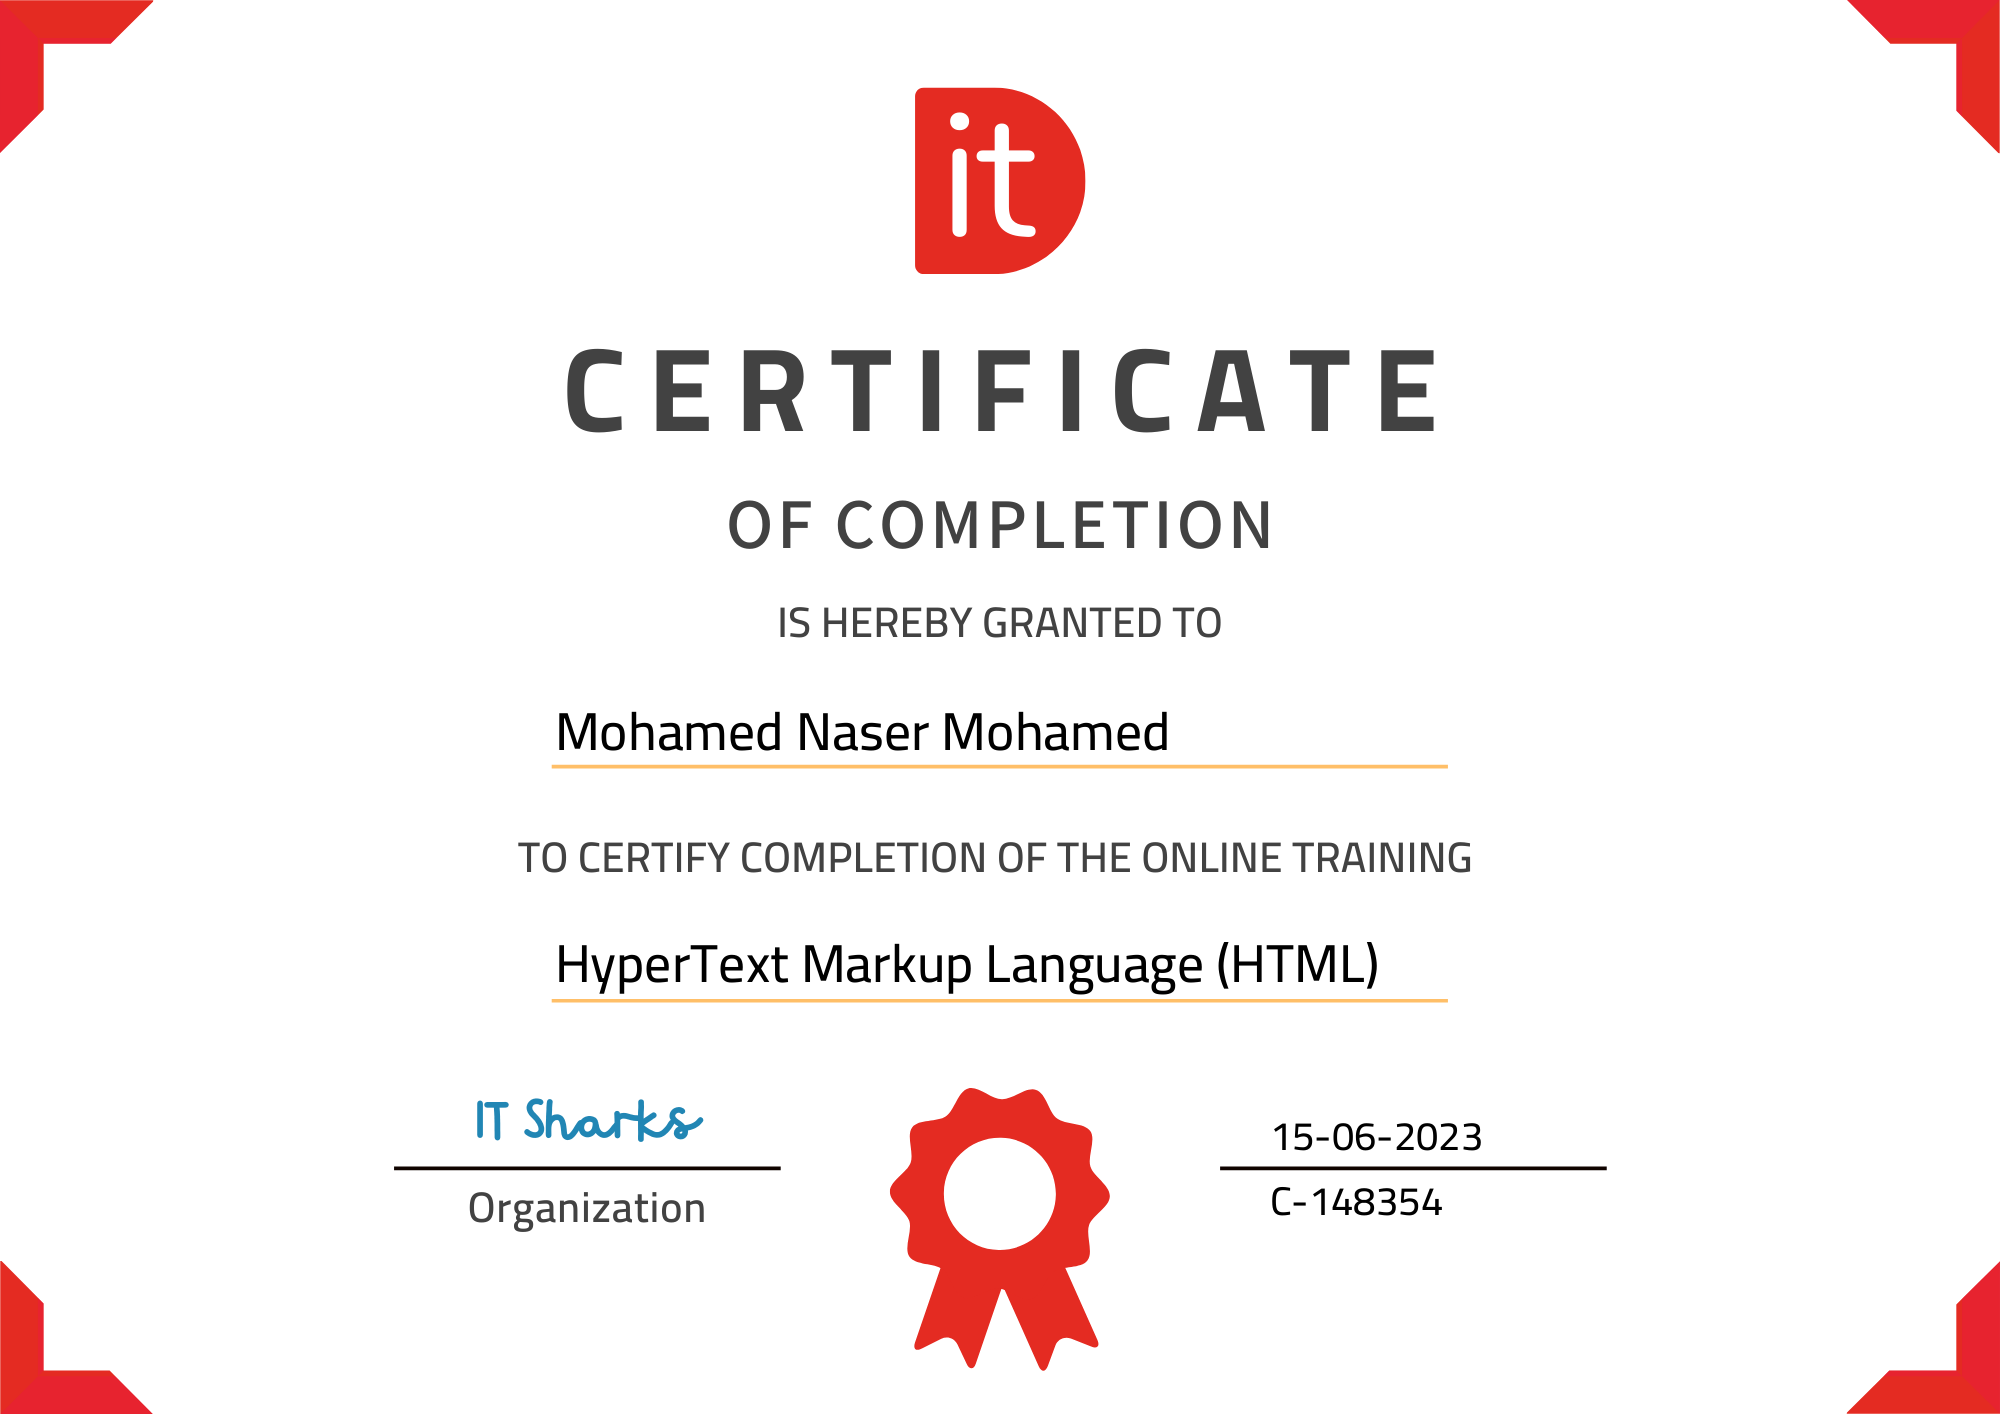 it
CERTIFICATE
OF COMPLETION
IS HEREBY GRANTED TO
Mohamed Naser Mohamed
TO CERTIFY COMPLETION OF THE ONLINE TRAINING
HyperText Markup Language (HTML)
IT Sharks
Organization
15-06-2023
C-148354